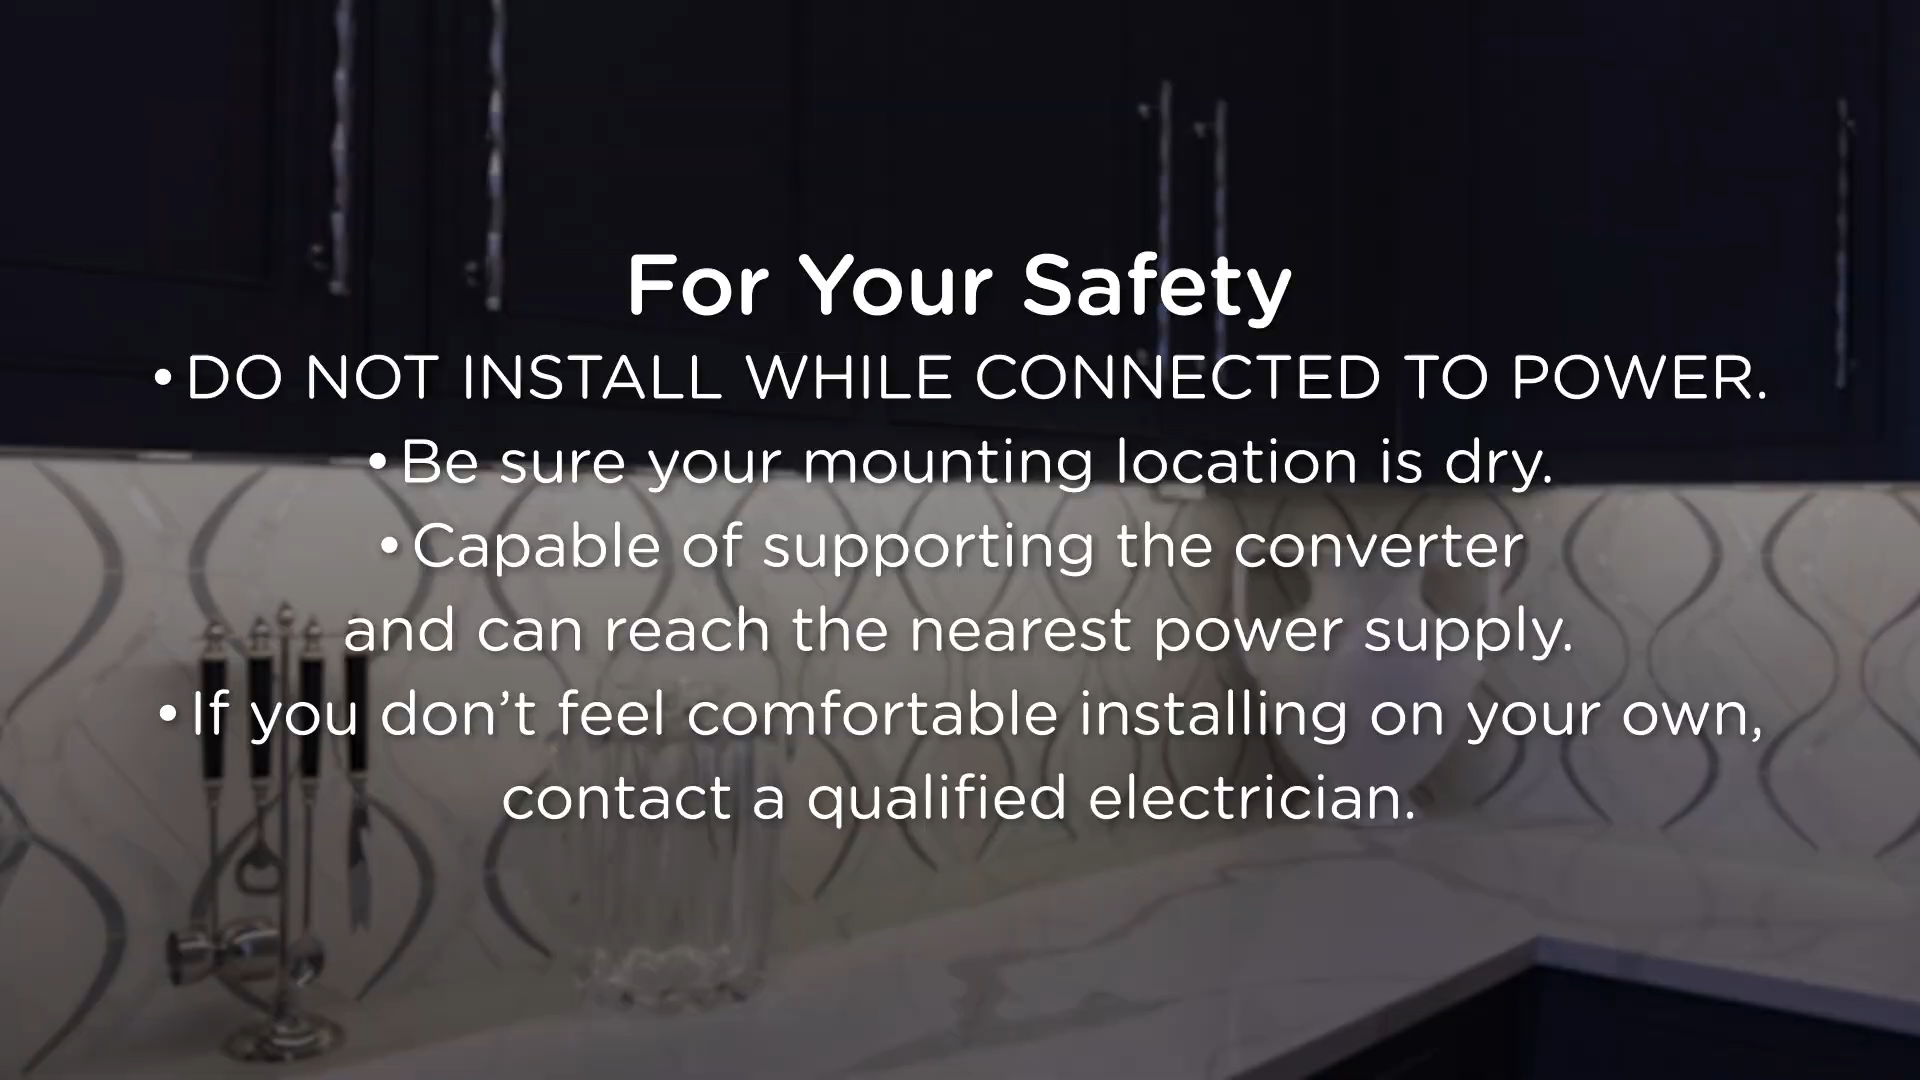 For Your Safety
•DO NOT INSTALL WHILE CONNECTED TO POWER.
•Be sure your mounting location is dry.
•Capable of supporting the converter
and can reach the nearest power supply.
•If you don’t feel comfortable installing on your own,
contact a qualified electrician.